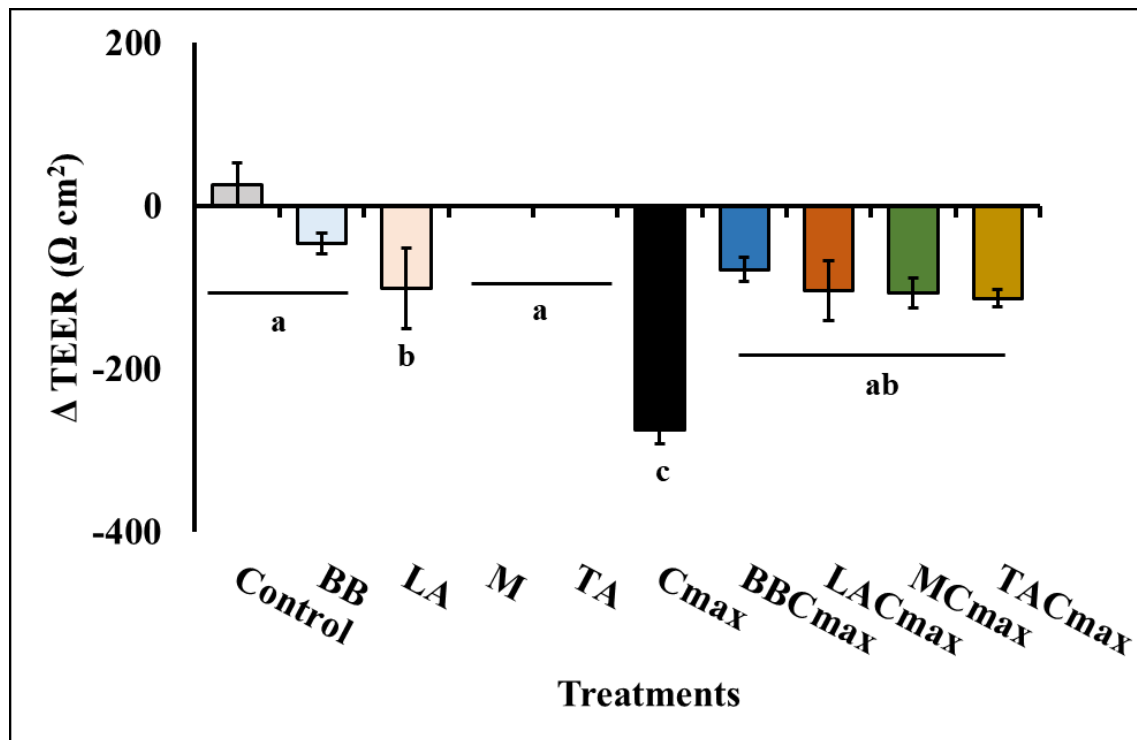 Δ TEER (Ω cm²)
200
0
-200
-400
a
b
a
c
ab
Control
BB
LA
M
TA
Cmax
BBCmax
LACmax
MCmax
TACmax
Treatments